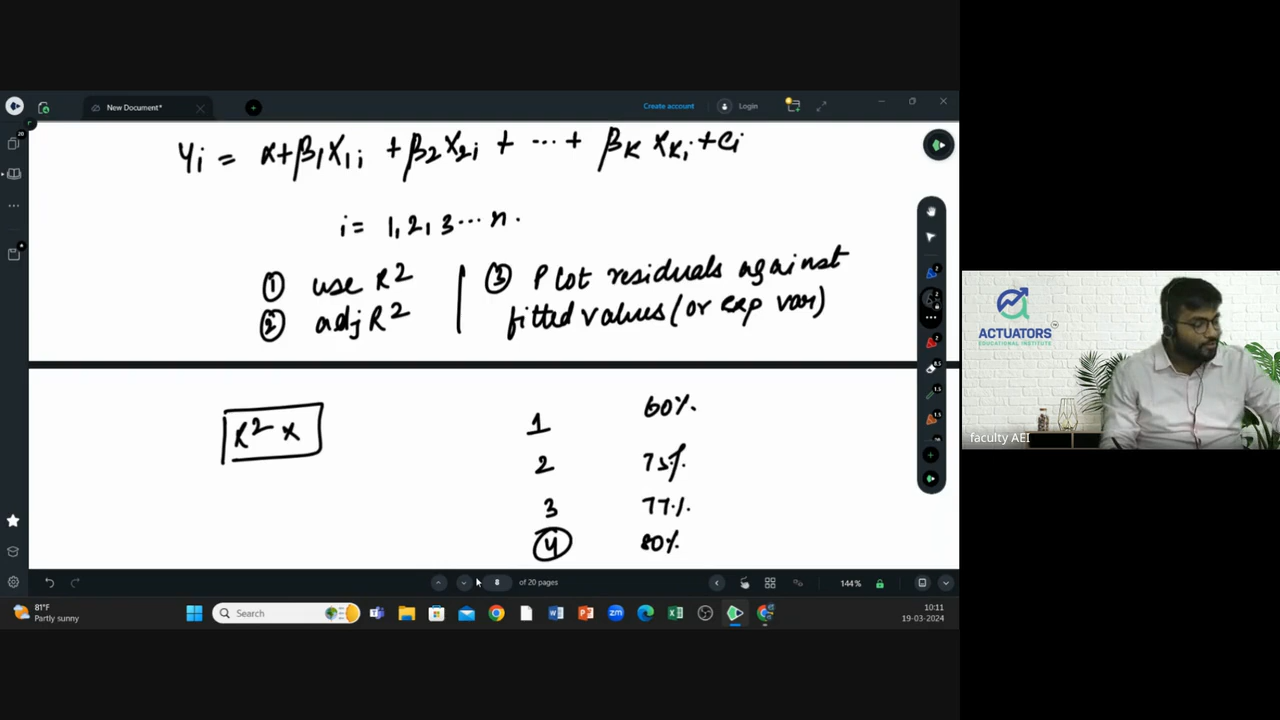 New Document*
Create account
Login
Yi = α+β1X1i + β2X2i + ... + βK XKi + ei
i = 1, 2, 3 ... n.
① use R²
② adj R²
③ Plot residuals against
fitted values (or exp var)
R² ×
1 60%.
2 75%.
3 77%.
④ 80%.
8 of 20 pages
144%
ACTUATORS
EDUCATIONAL INSTITUTE
faculty AEI
81°F
Partly sunny
Search
10:11
19-03-2024